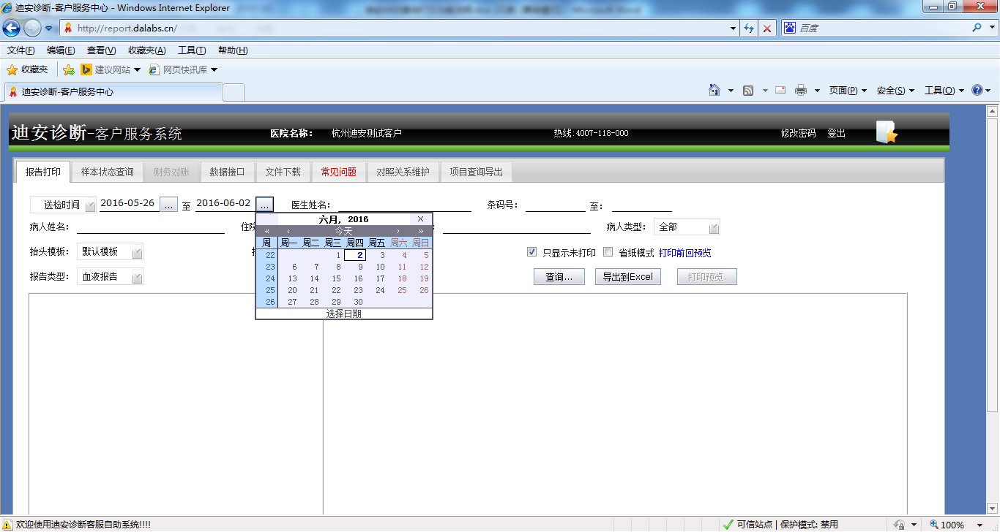 迪安诊断-客户服务中心 - Windows Internet Explorer
http://report.dalabs.cn/
百度
文件(F) 编辑(E) 查看(V) 收藏夹(A) 工具(T) 帮助(H)
收藏夹 建议网站 网页快讯库
迪安诊断-客户服务中心
页面(P) 安全(S) 工具(O)
迪安诊断-客户服务系统 医院名称： 杭州迪安测试客户 热线:4007-118-000 修改密码 登出
报告打印 样本状态查询 财务对账 数据接口 文件下载 常见问题 对照关系维护 项目查询导出
送检时间 2016-05-26 ... 至 2016-06-02 ... 医生姓名： 条码号： 至：
病人姓名： 住 病人类型： 全部
抬头模板： 默认模板 只显示未打印 省纸模式 打印前回预览
报告类型： 血液报告 查询... 导出到Excel 打印预览.
六月, 2016 ×
« ‹ 今天 › »
周 周一 周二 周三 周四 周五 周六 周日
22 1 2 3 4 5
23 6 7 8 9 10 11 12
24 13 14 15 16 17 18 19
25 20 21 22 23 24 25 26
26 27 28 29 30
选择日期
欢迎使用迪安诊断客服自助系统!!!!
可信站点 | 保护模式: 禁用
100%